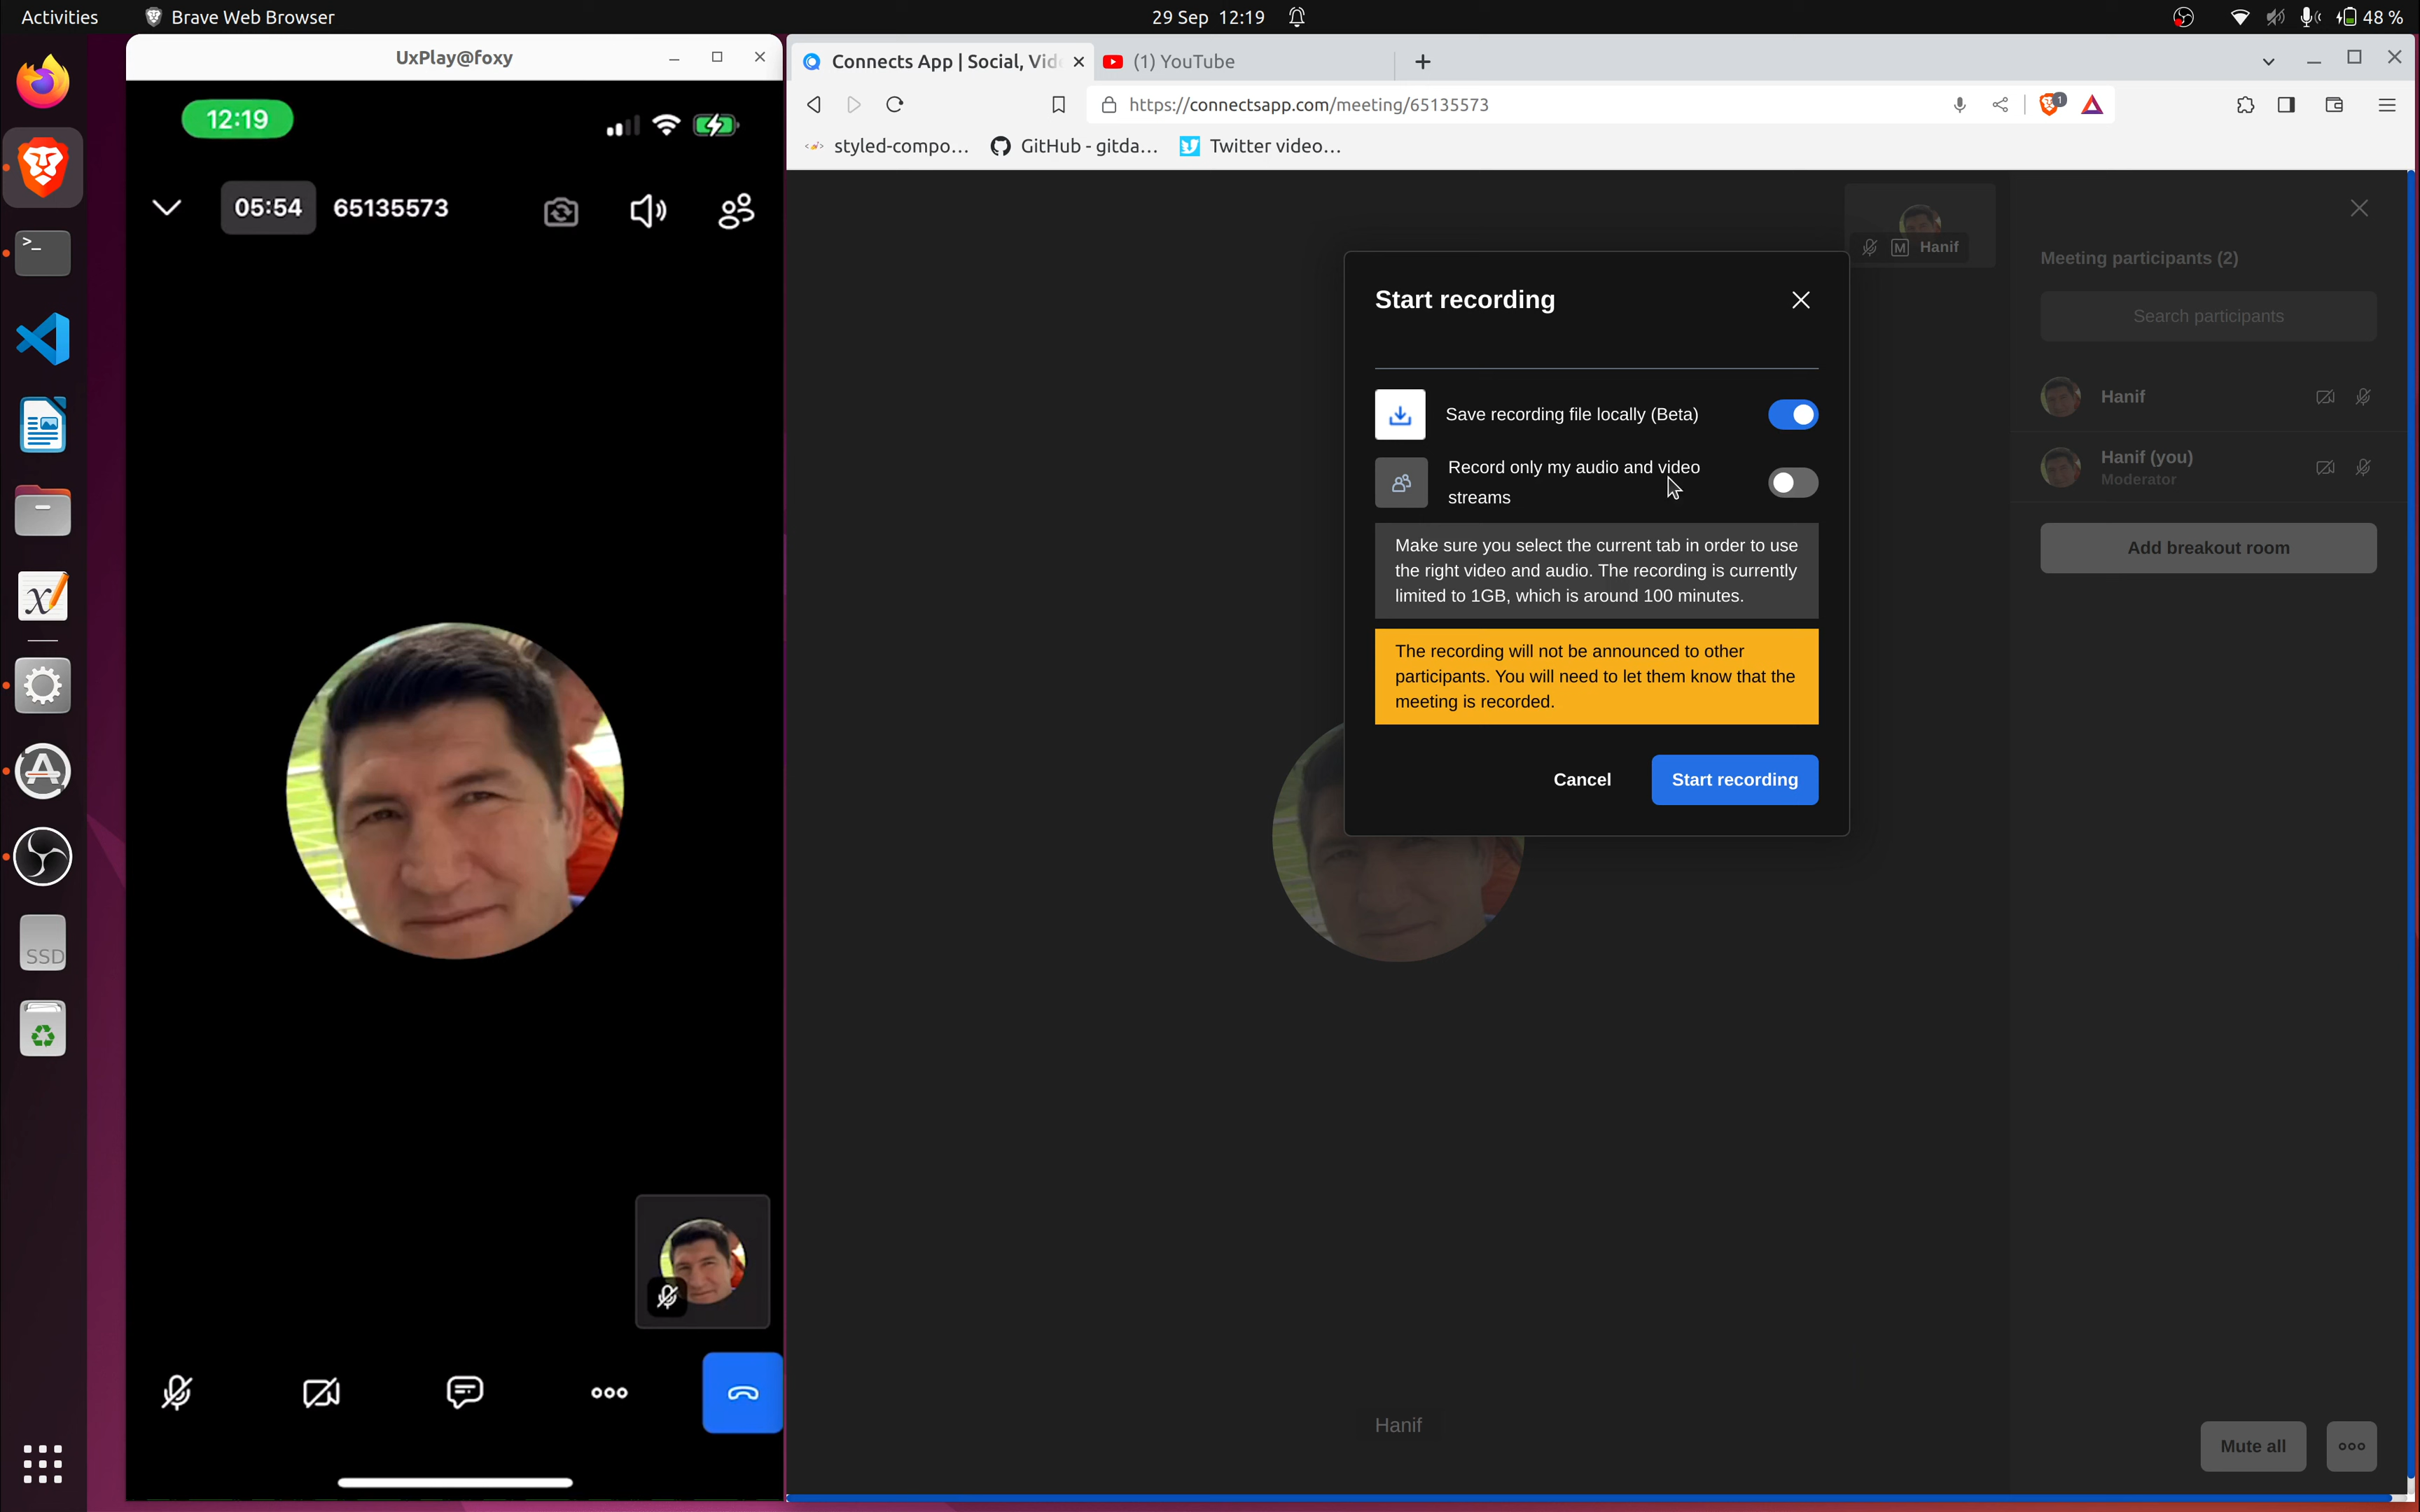 Activities
Brave Web Browser
29 Sep 12:19
48 %
UxPlay@foxy
12:19
05:54
65135573
Connects App | Social, Vid
(1) YouTube
https://connectsapp.com/meeting/65135573
1
styled-compo...
GitHub - gitda...
Twitter video...
M Hanif
Start recording
Save recording file locally (Beta)
Record only my audio and video
streams
Make sure you select the current tab in order to use
the right video and audio. The recording is currently
limited to 1GB, which is around 100 minutes.
The recording will not be announced to other
participants. You will need to let them know that the
meeting is recorded.
Cancel
Start recording
Meeting participants (2)
Search participants
Hanif
Hanif (you)
Moderator
Add breakout room
Hanif
Mute all
SSD